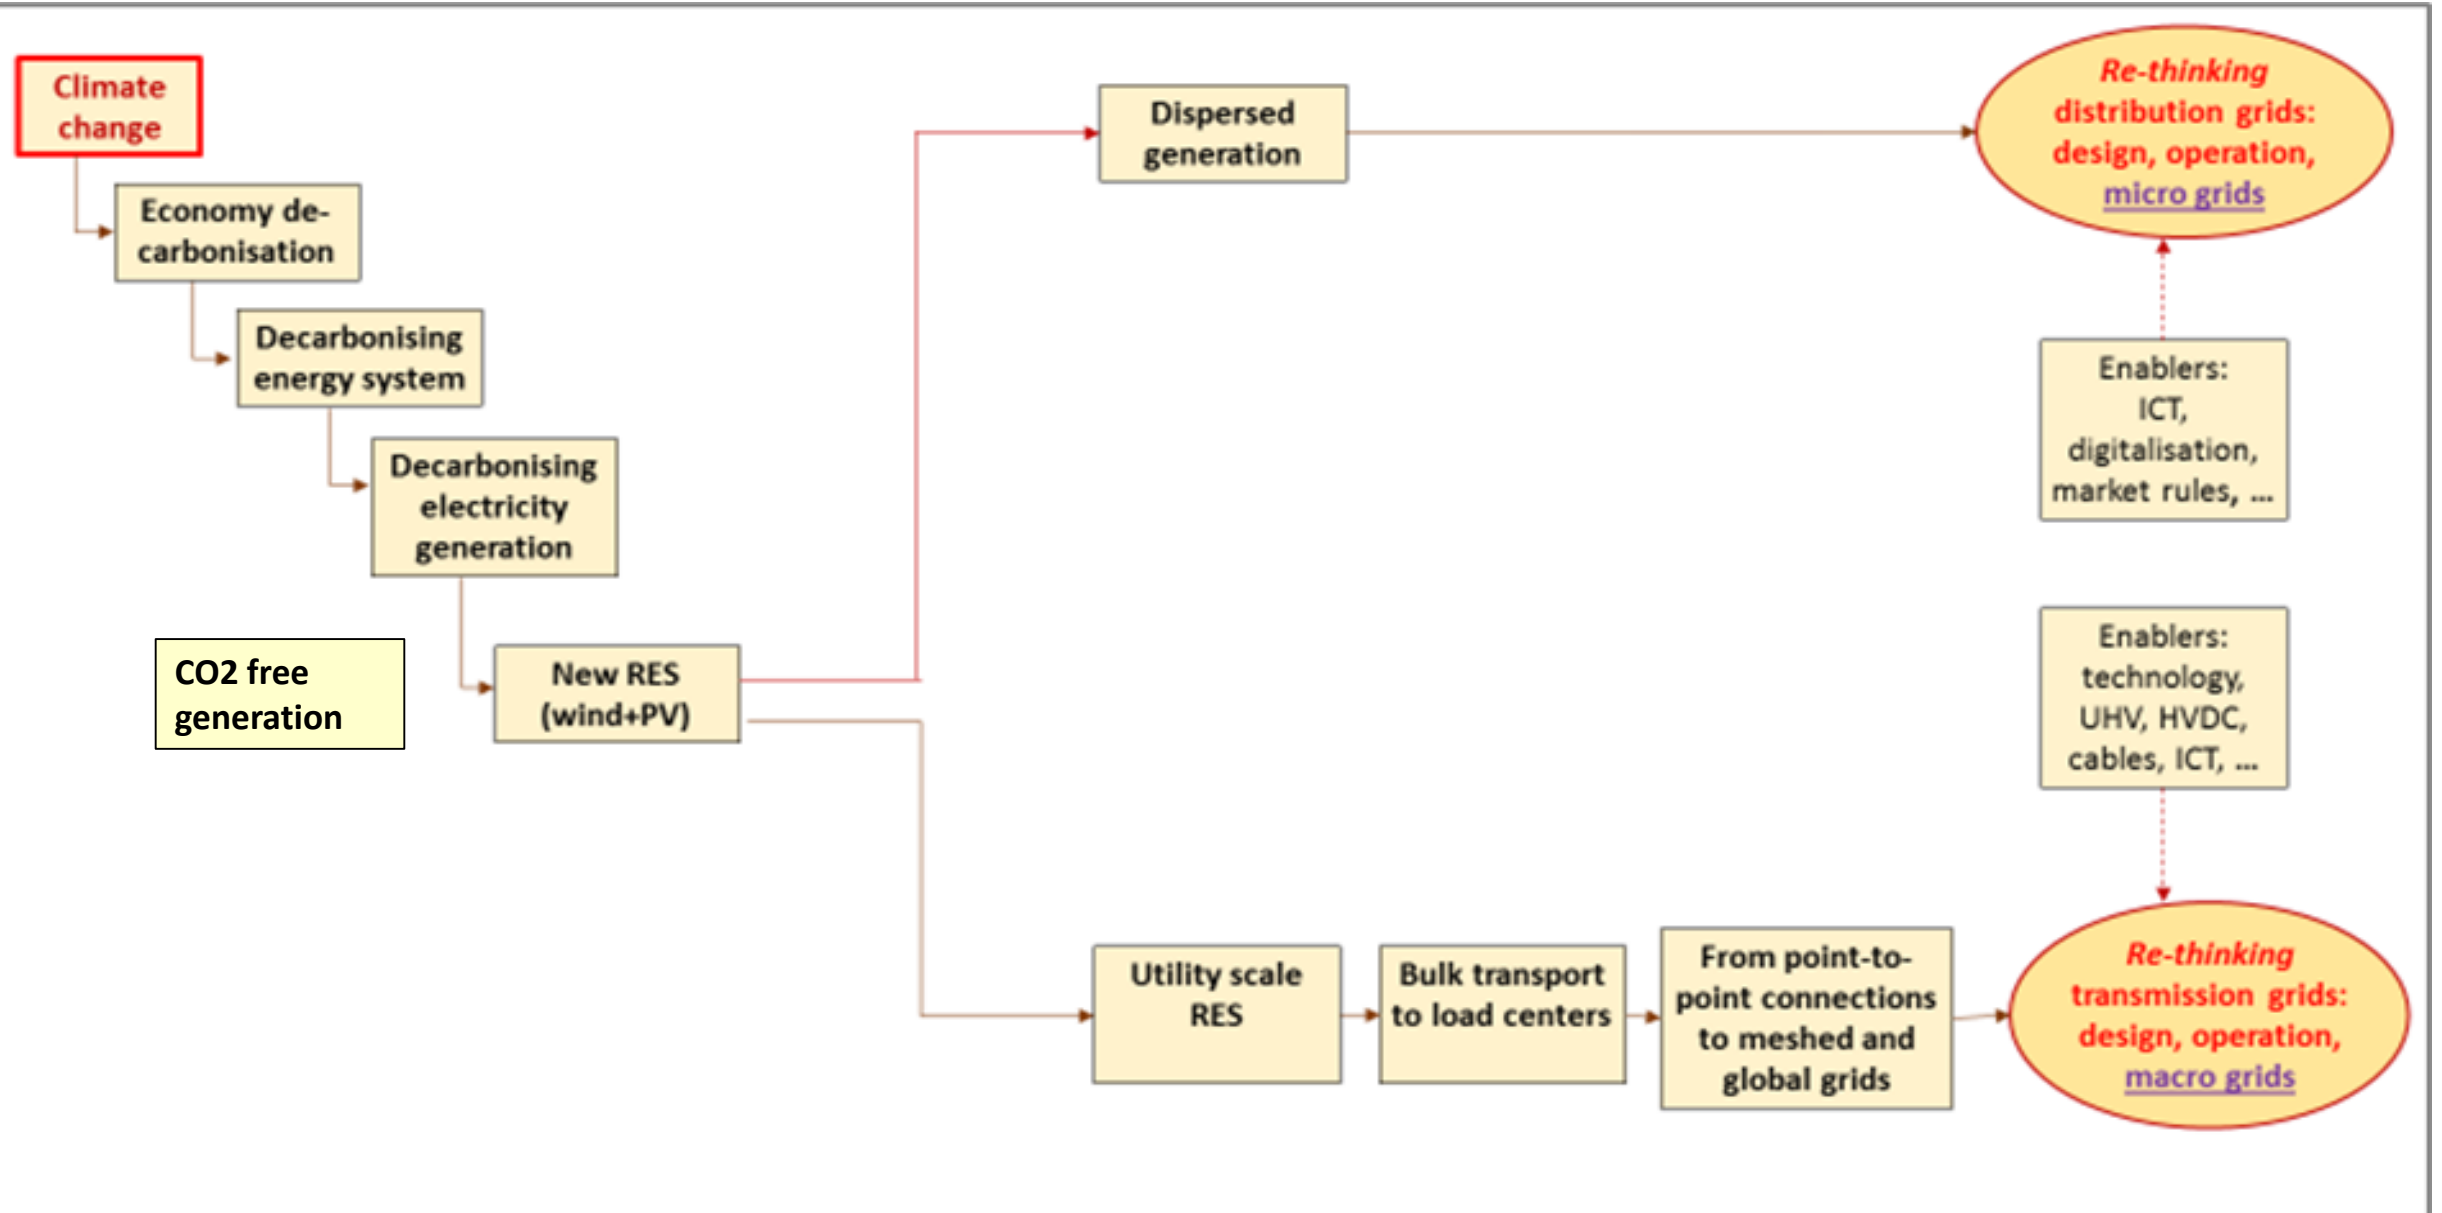 Climate
change
Economy de-
carbonisation
Decarbonising
energy system
Decarbonising
electricity
generation
CO2 free
generation
New RES
(wind+PV)
Dispersed
generation
Re-thinking
distribution grids:
design, operation,
micro grids
Enablers:
ICT,
digitalisation,
market rules, ...
Enablers:
technology,
UHV, HVDC,
cables, ICT, ...
Utility scale
RES
Bulk transport
to load centers
From point-to-
point connections
to meshed and
global grids
Re-thinking
transmission grids:
design, operation,
macro grids